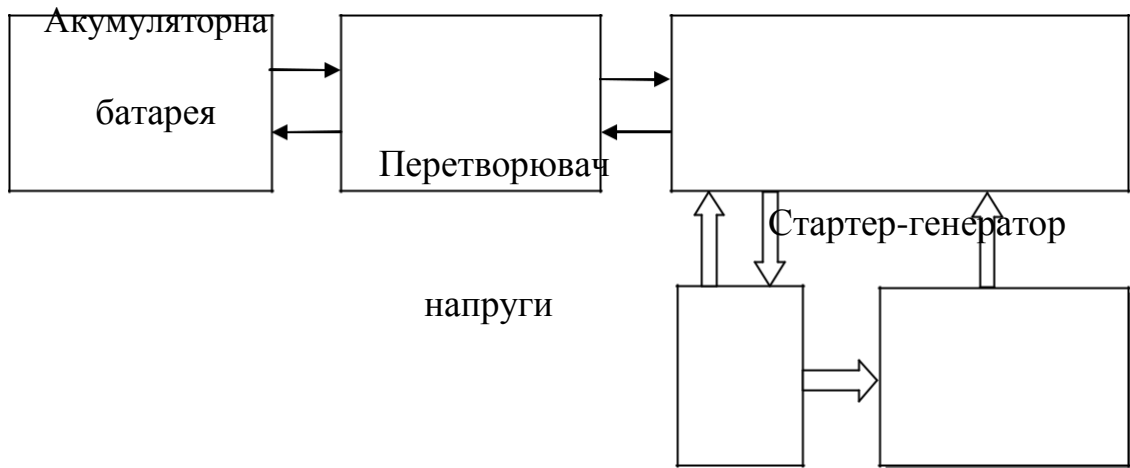 Акумуляторна
батарея
Перетворювач
Стартер-генератор
напруги